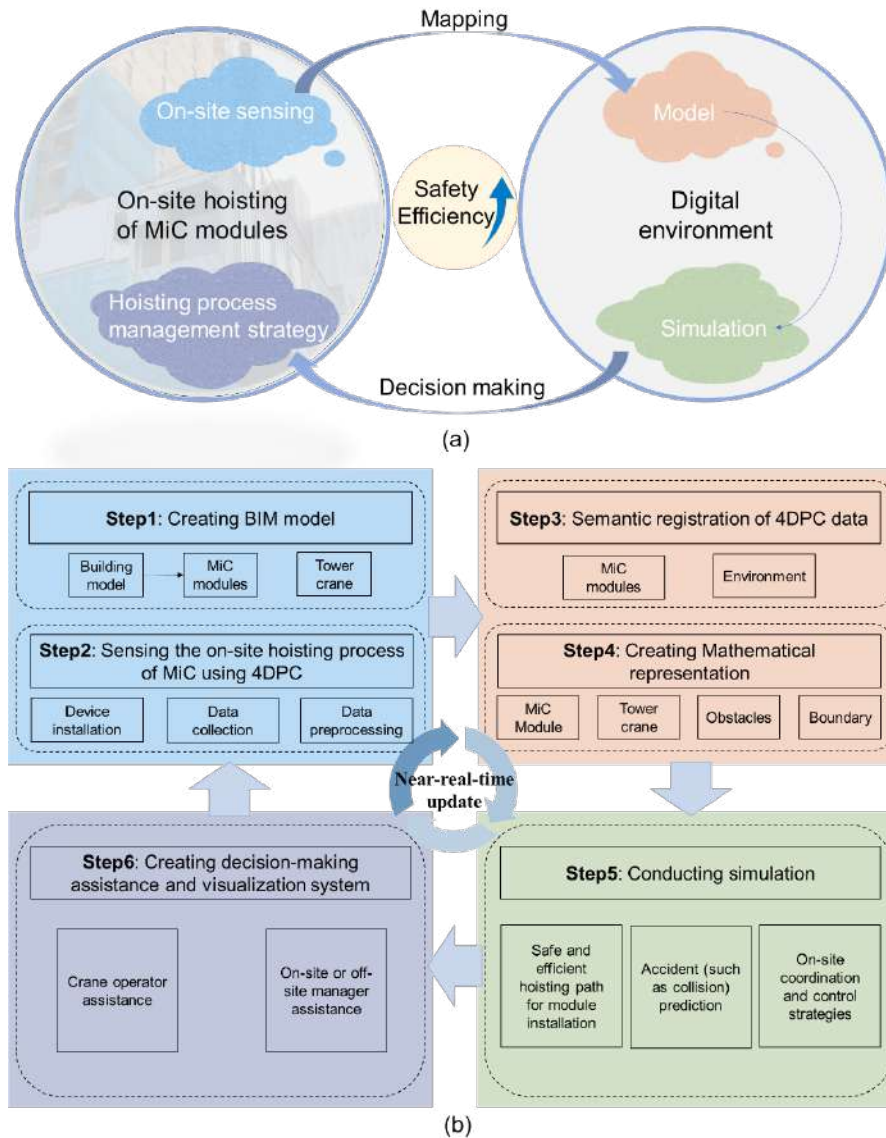 Mapping
On-site sensing
Model
On-site hoisting
of MiC modules
Safety
Efficiency
Digital
environment
Hoisting process
management strategy
Simulation
Decision making
(a)
Step1: Creating BIM model
Building
model
MiC
modules
Tower
crane
Step2: Sensing the on-site hoisting process
of MiC using 4DPC
Device
installation
Data
collection
Data
preprocessing
Step3: Semantic registration of 4DPC data
MiC
modules
Environment
Step4: Creating Mathematical
representation
MiC
Module
Tower
crane
Obstacles
Boundary
Near-real-time
update
Step6: Creating decision-making
assistance and visualization system
Crane operator
assistance
On-site or off-
site manager
assistance
Step5: Conducting simulation
Safe and
efficient
hoisting path
for module
installation
Accident (such
as collision)
prediction
On-site
coordination
and control
strategies
(b)